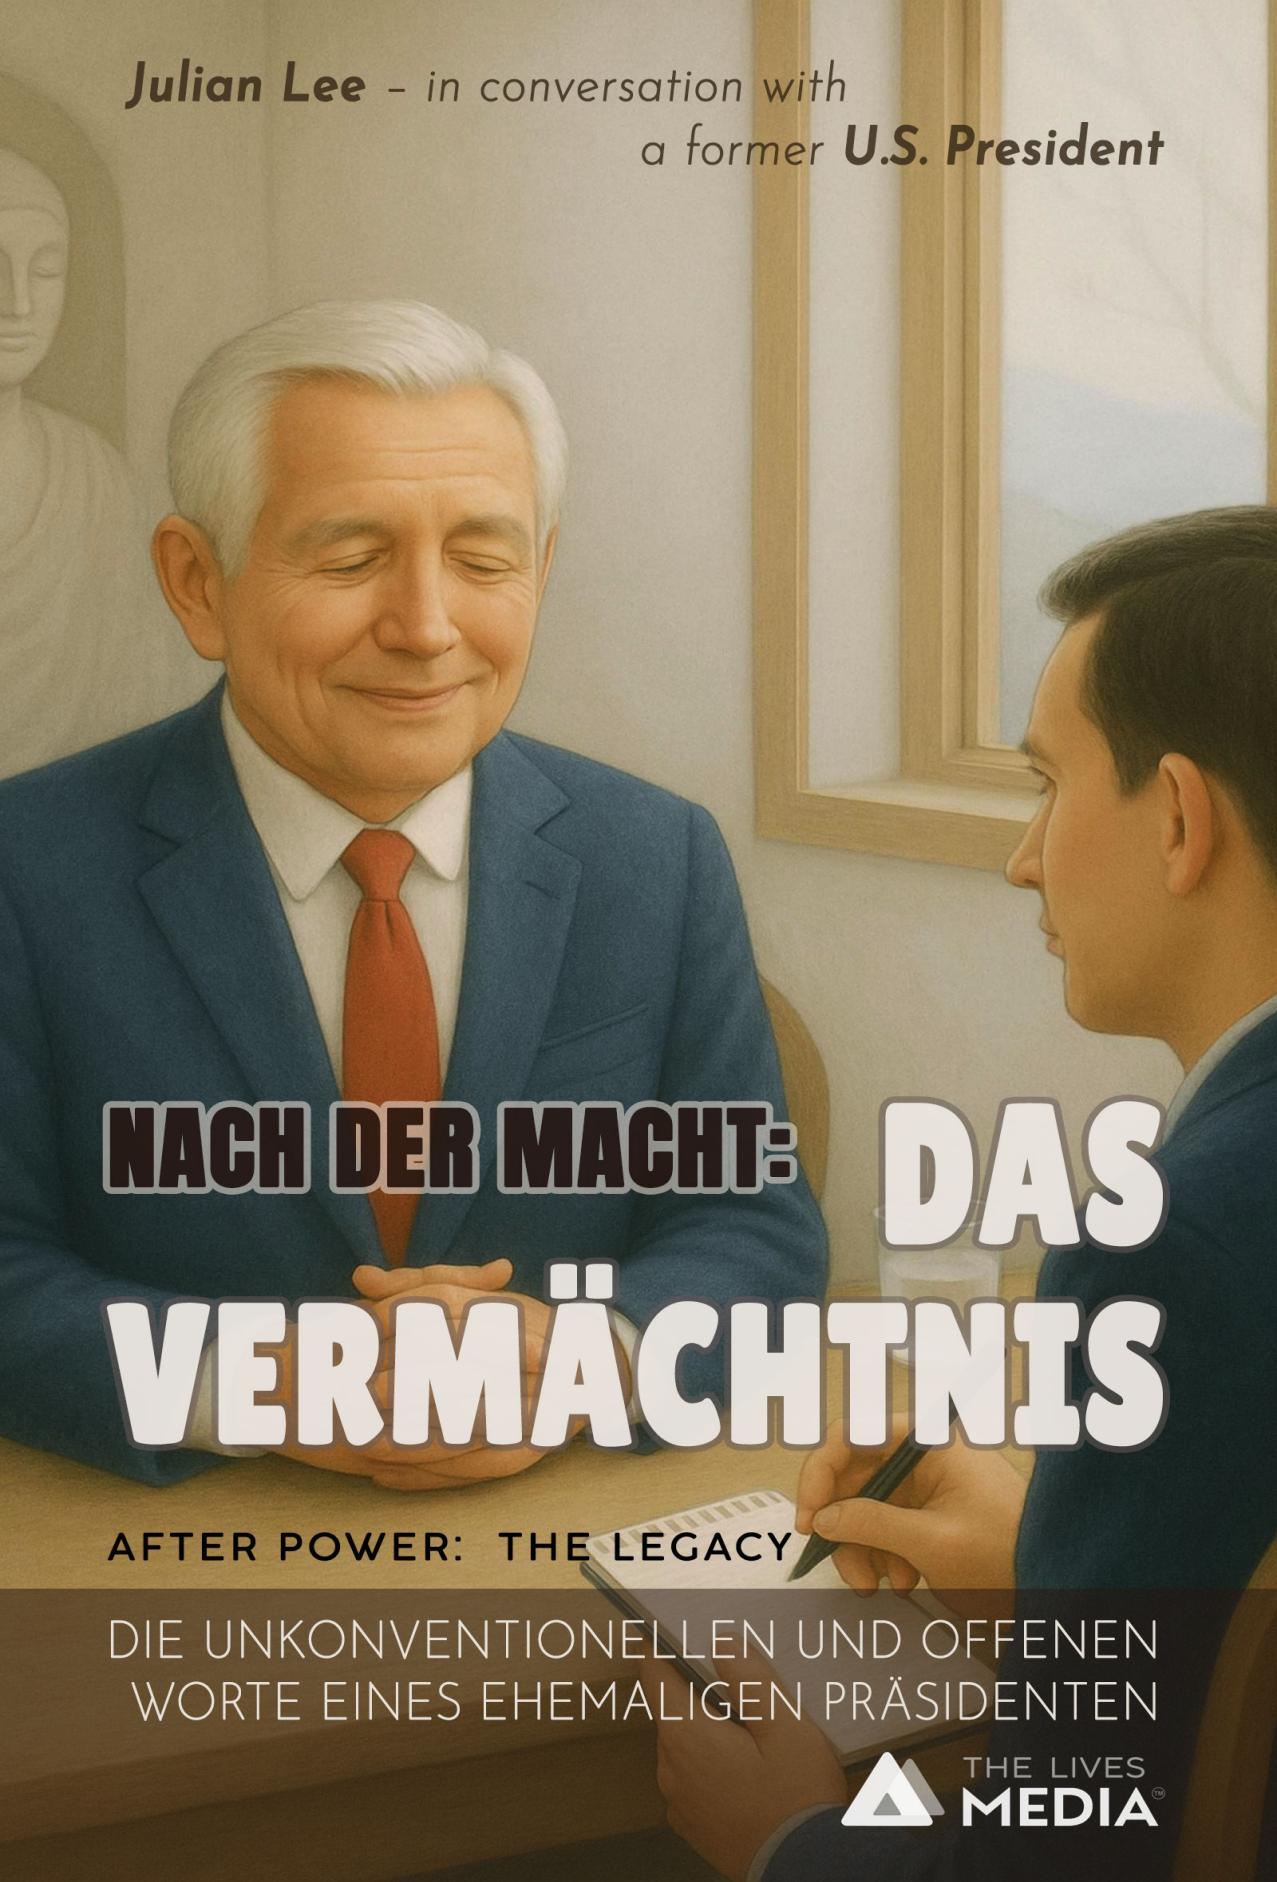 Julian Lee – in conversation with
a former U.S. President
NACH DER MACHT: DAS
VERMÄCHTNIS
AFTER POWER: THE LEGACY
DIE UNKONVENTIONELLEN UND OFFENEN
WORTE EINES EHEMALIGEN PRÄSIDENTEN
THE LIVES
MEDIA™